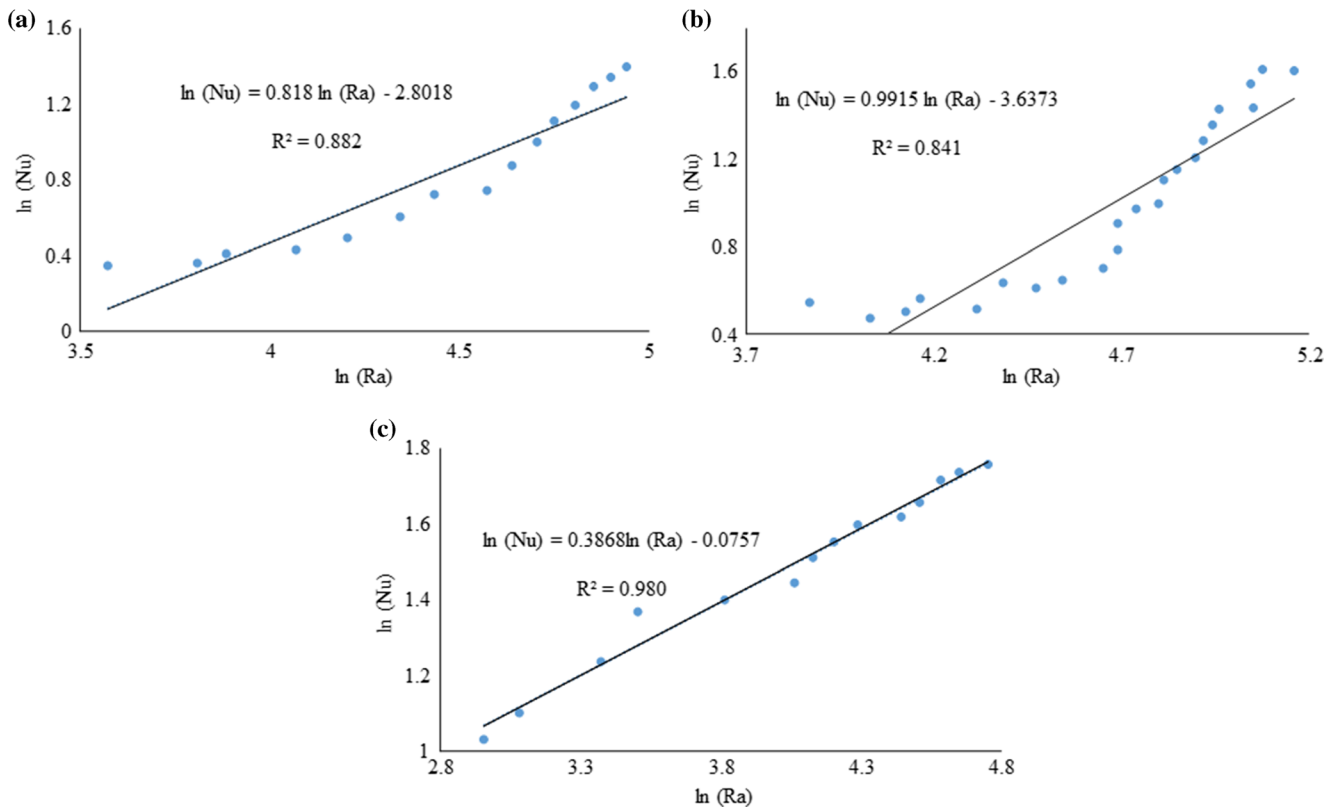 (a)
1.6
1.2
0.8
0.4
0
ln (Nu)
ln (Nu) = 0.818 ln (Ra) - 2.8018
R² = 0.882
3.5 4 4.5 5
ln (Ra)
(b)
1.6
1.2
0.8
0.4
ln (Nu)
ln (Nu) = 0.9915 ln (Ra) - 3.6373
R² = 0.841
3.7 4.2 4.7 5.2
ln (Ra)
(c)
1.8
1.6
1.4
1.2
1
ln (Nu)
ln (Nu) = 0.3868ln (Ra) - 0.0757
R² = 0.980
2.8 3.3 3.8 4.3 4.8
ln (Ra)